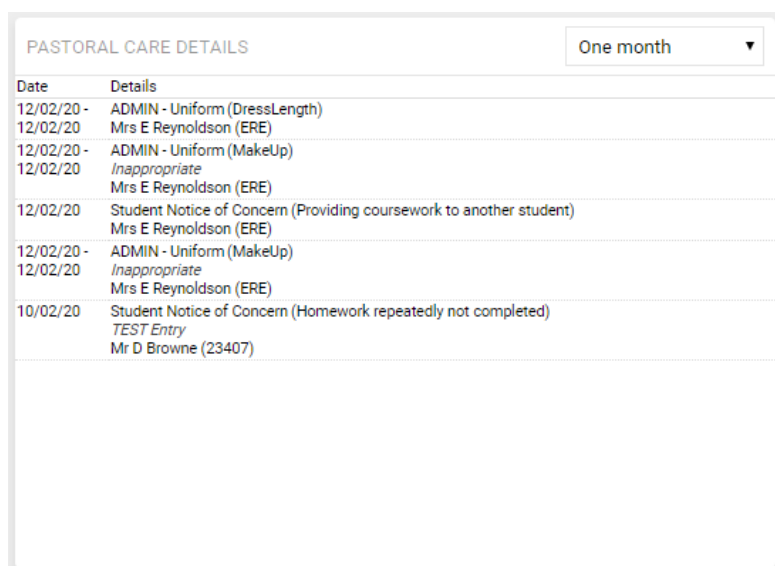 PASTORAL CARE DETAILS
One month
Date Details
12/02/20 - ADMIN - Uniform (DressLength)
12/02/20 Mrs E Reynoldson (ERE)
12/02/20 - ADMIN - Uniform (MakeUp)
12/02/20 Inappropriate
Mrs E Reynoldson (ERE)
12/02/20 Student Notice of Concern (Providing coursework to another student)
Mrs E Reynoldson (ERE)
12/02/20 - ADMIN - Uniform (MakeUp)
12/02/20 Inappropriate
Mrs E Reynoldson (ERE)
10/02/20 Student Notice of Concern (Homework repeatedly not completed)
TEST Entry
Mr D Browne (23407)